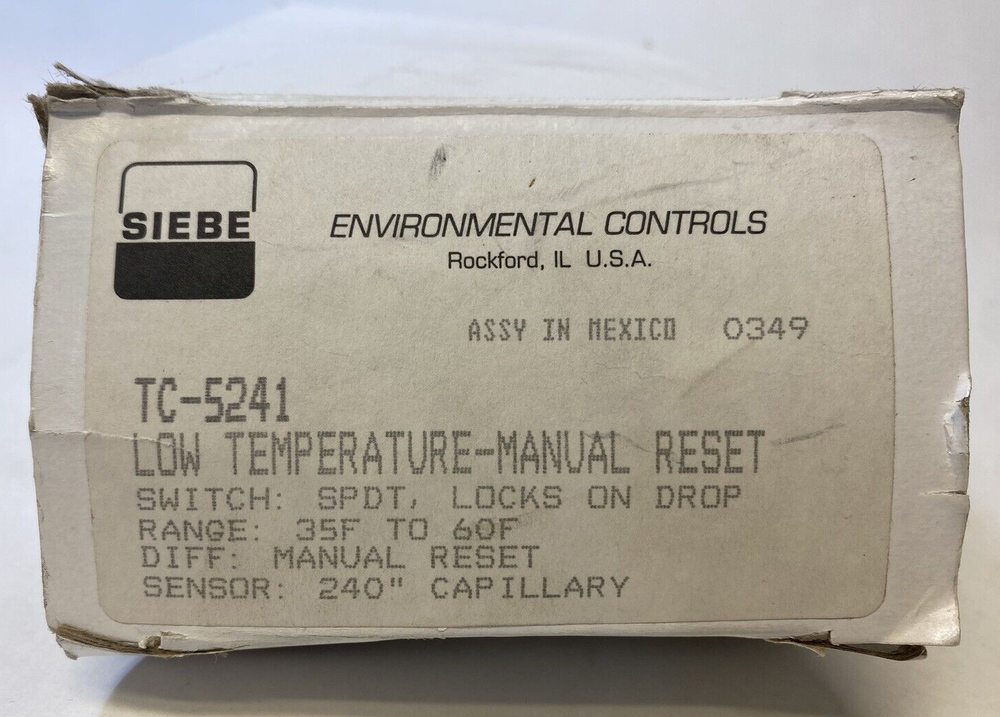 SIEBE
ENVIRONMENTAL CONTROLS
Rockford, IL U.S.A.
ASSY IN MEXICO 0349
TC-5241
LOW TEMPERATURE-MANUAL RESET
SWITCH: SPDT, LOCKS ON DROP
RANGE: 35F TO 60F
DIFF: MANUAL RESET
SENSOR: 240" CAPILLARY